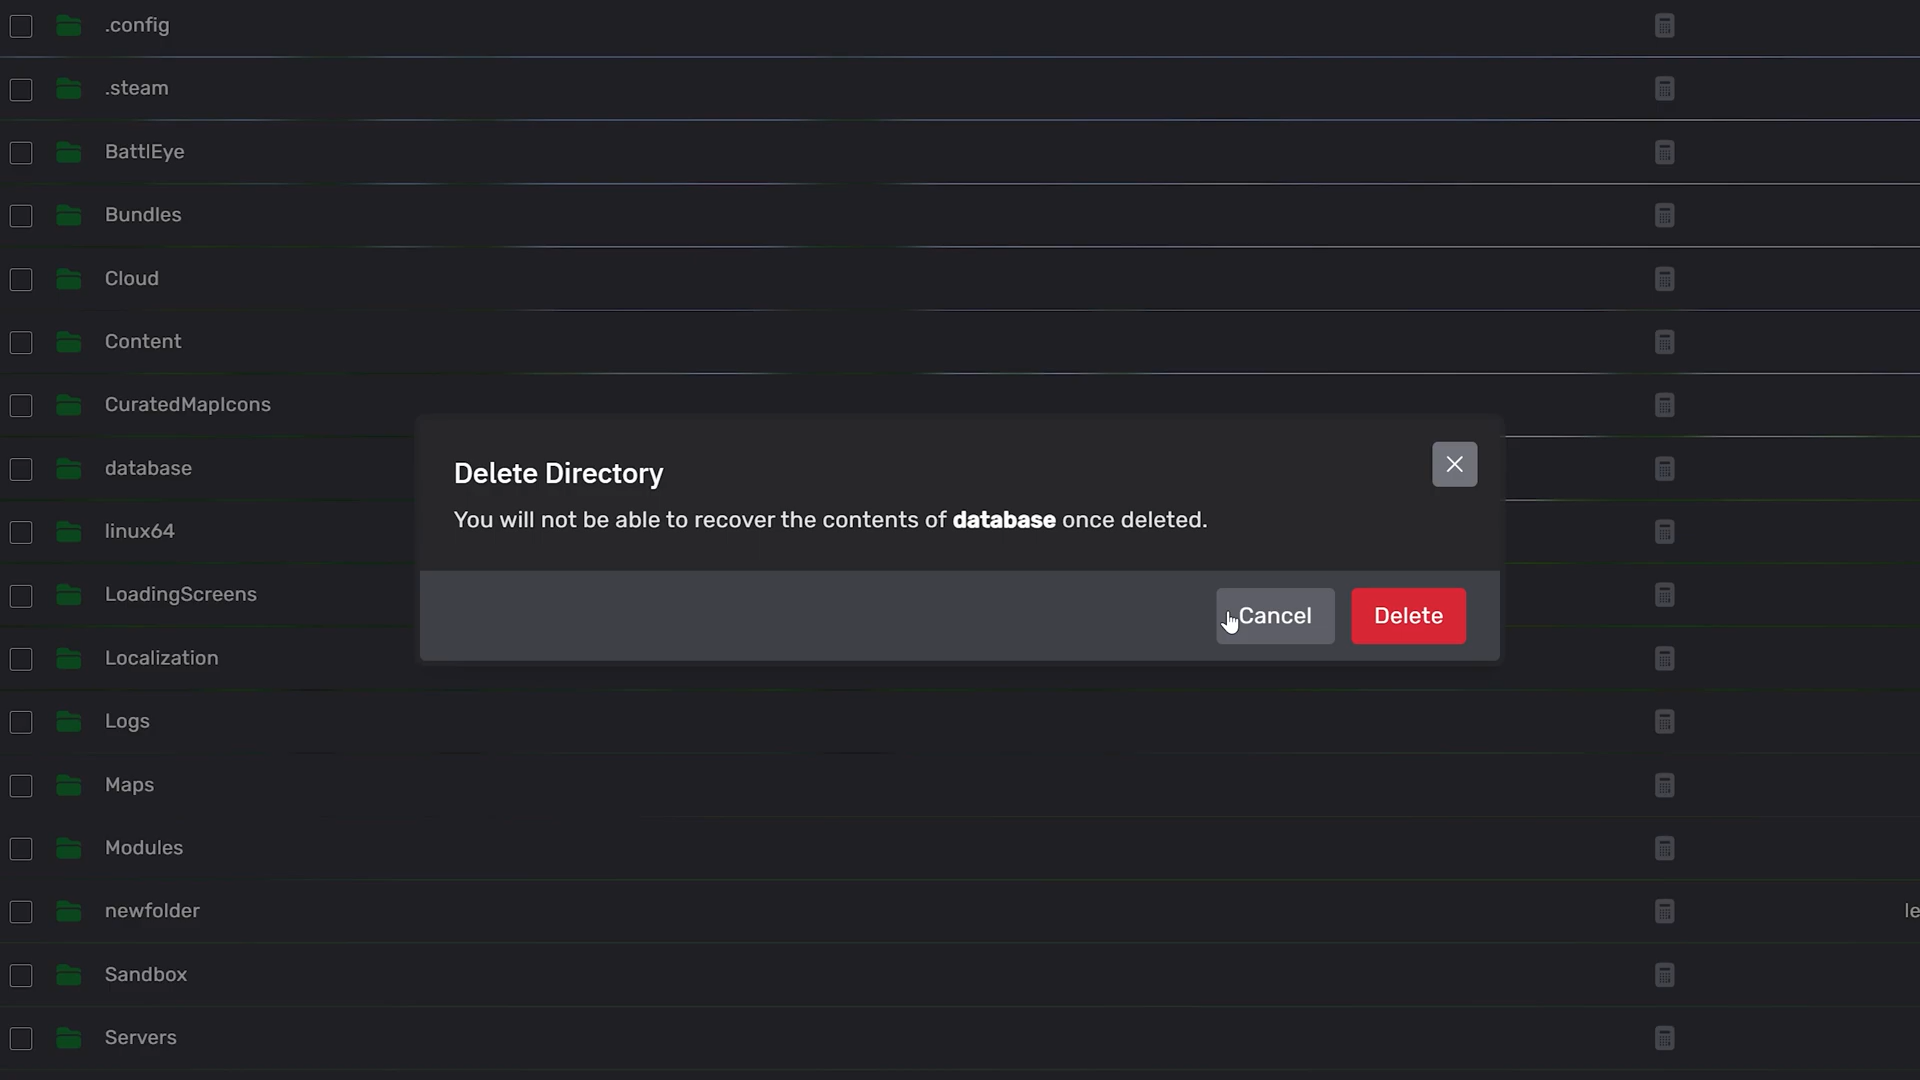 .config
.steam
BattlEye
Bundles
Cloud
Content
CuratedMapIcons
database
linux64
LoadingScreens
Localization
Logs
Maps
Modules
newfolder
le
Sandbox
Servers
Delete Directory
You will not be able to recover the contents of database once deleted.
Cancel
Delete